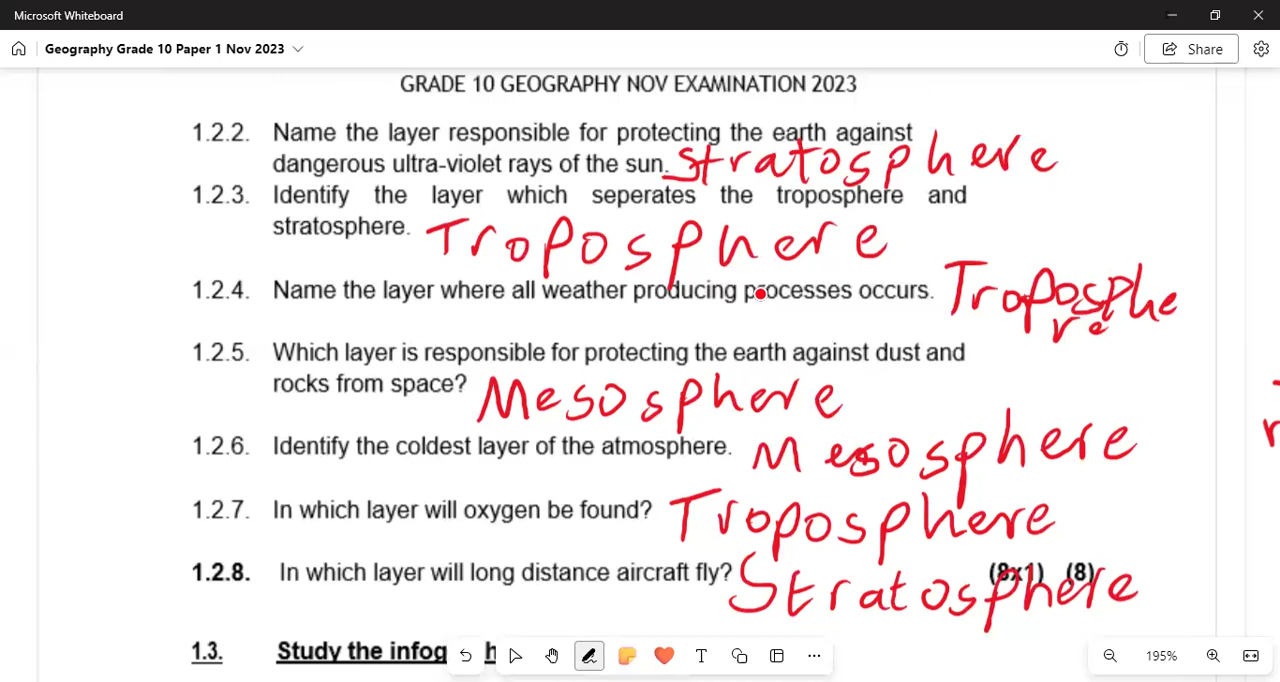 Microsoft Whiteboard
Geography Grade 10 Paper 1 Nov 2023
Share
GRADE 10 GEOGRAPHY NOV EXAMINATION 2023
1.2.2. Name the layer responsible for protecting the earth against
dangerous ultra-violet rays of the sun. Stratosphere
1.2.3. Identify the layer which seperates the troposphere and
stratosphere. Troposphere
1.2.4. Name the layer where all weather producing processes occurs. Troposphe
re
1.2.5. Which layer is responsible for protecting the earth against dust and
rocks from space? Mesosphere
1.2.6. Identify the coldest layer of the atmosphere. Mesosphere
1.2.7. In which layer will oxygen be found? Troposphere
1.2.8. In which layer will long distance aircraft fly? Stratosphere (8x1) (8)
1.3. Study the infog h
195%